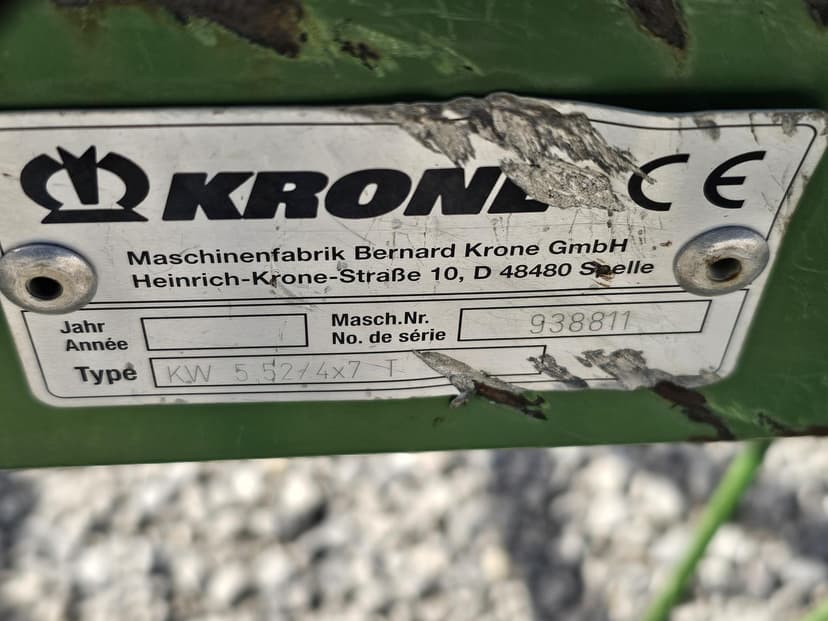 KRONE CE
Maschinenfabrik Bernard Krone GmbH
Heinrich-Krone-Straße 10, D 48480 Spelle
Jahr
Année
Masch.Nr.
No. de série
938811
Type
KW 5,52/4x7 T